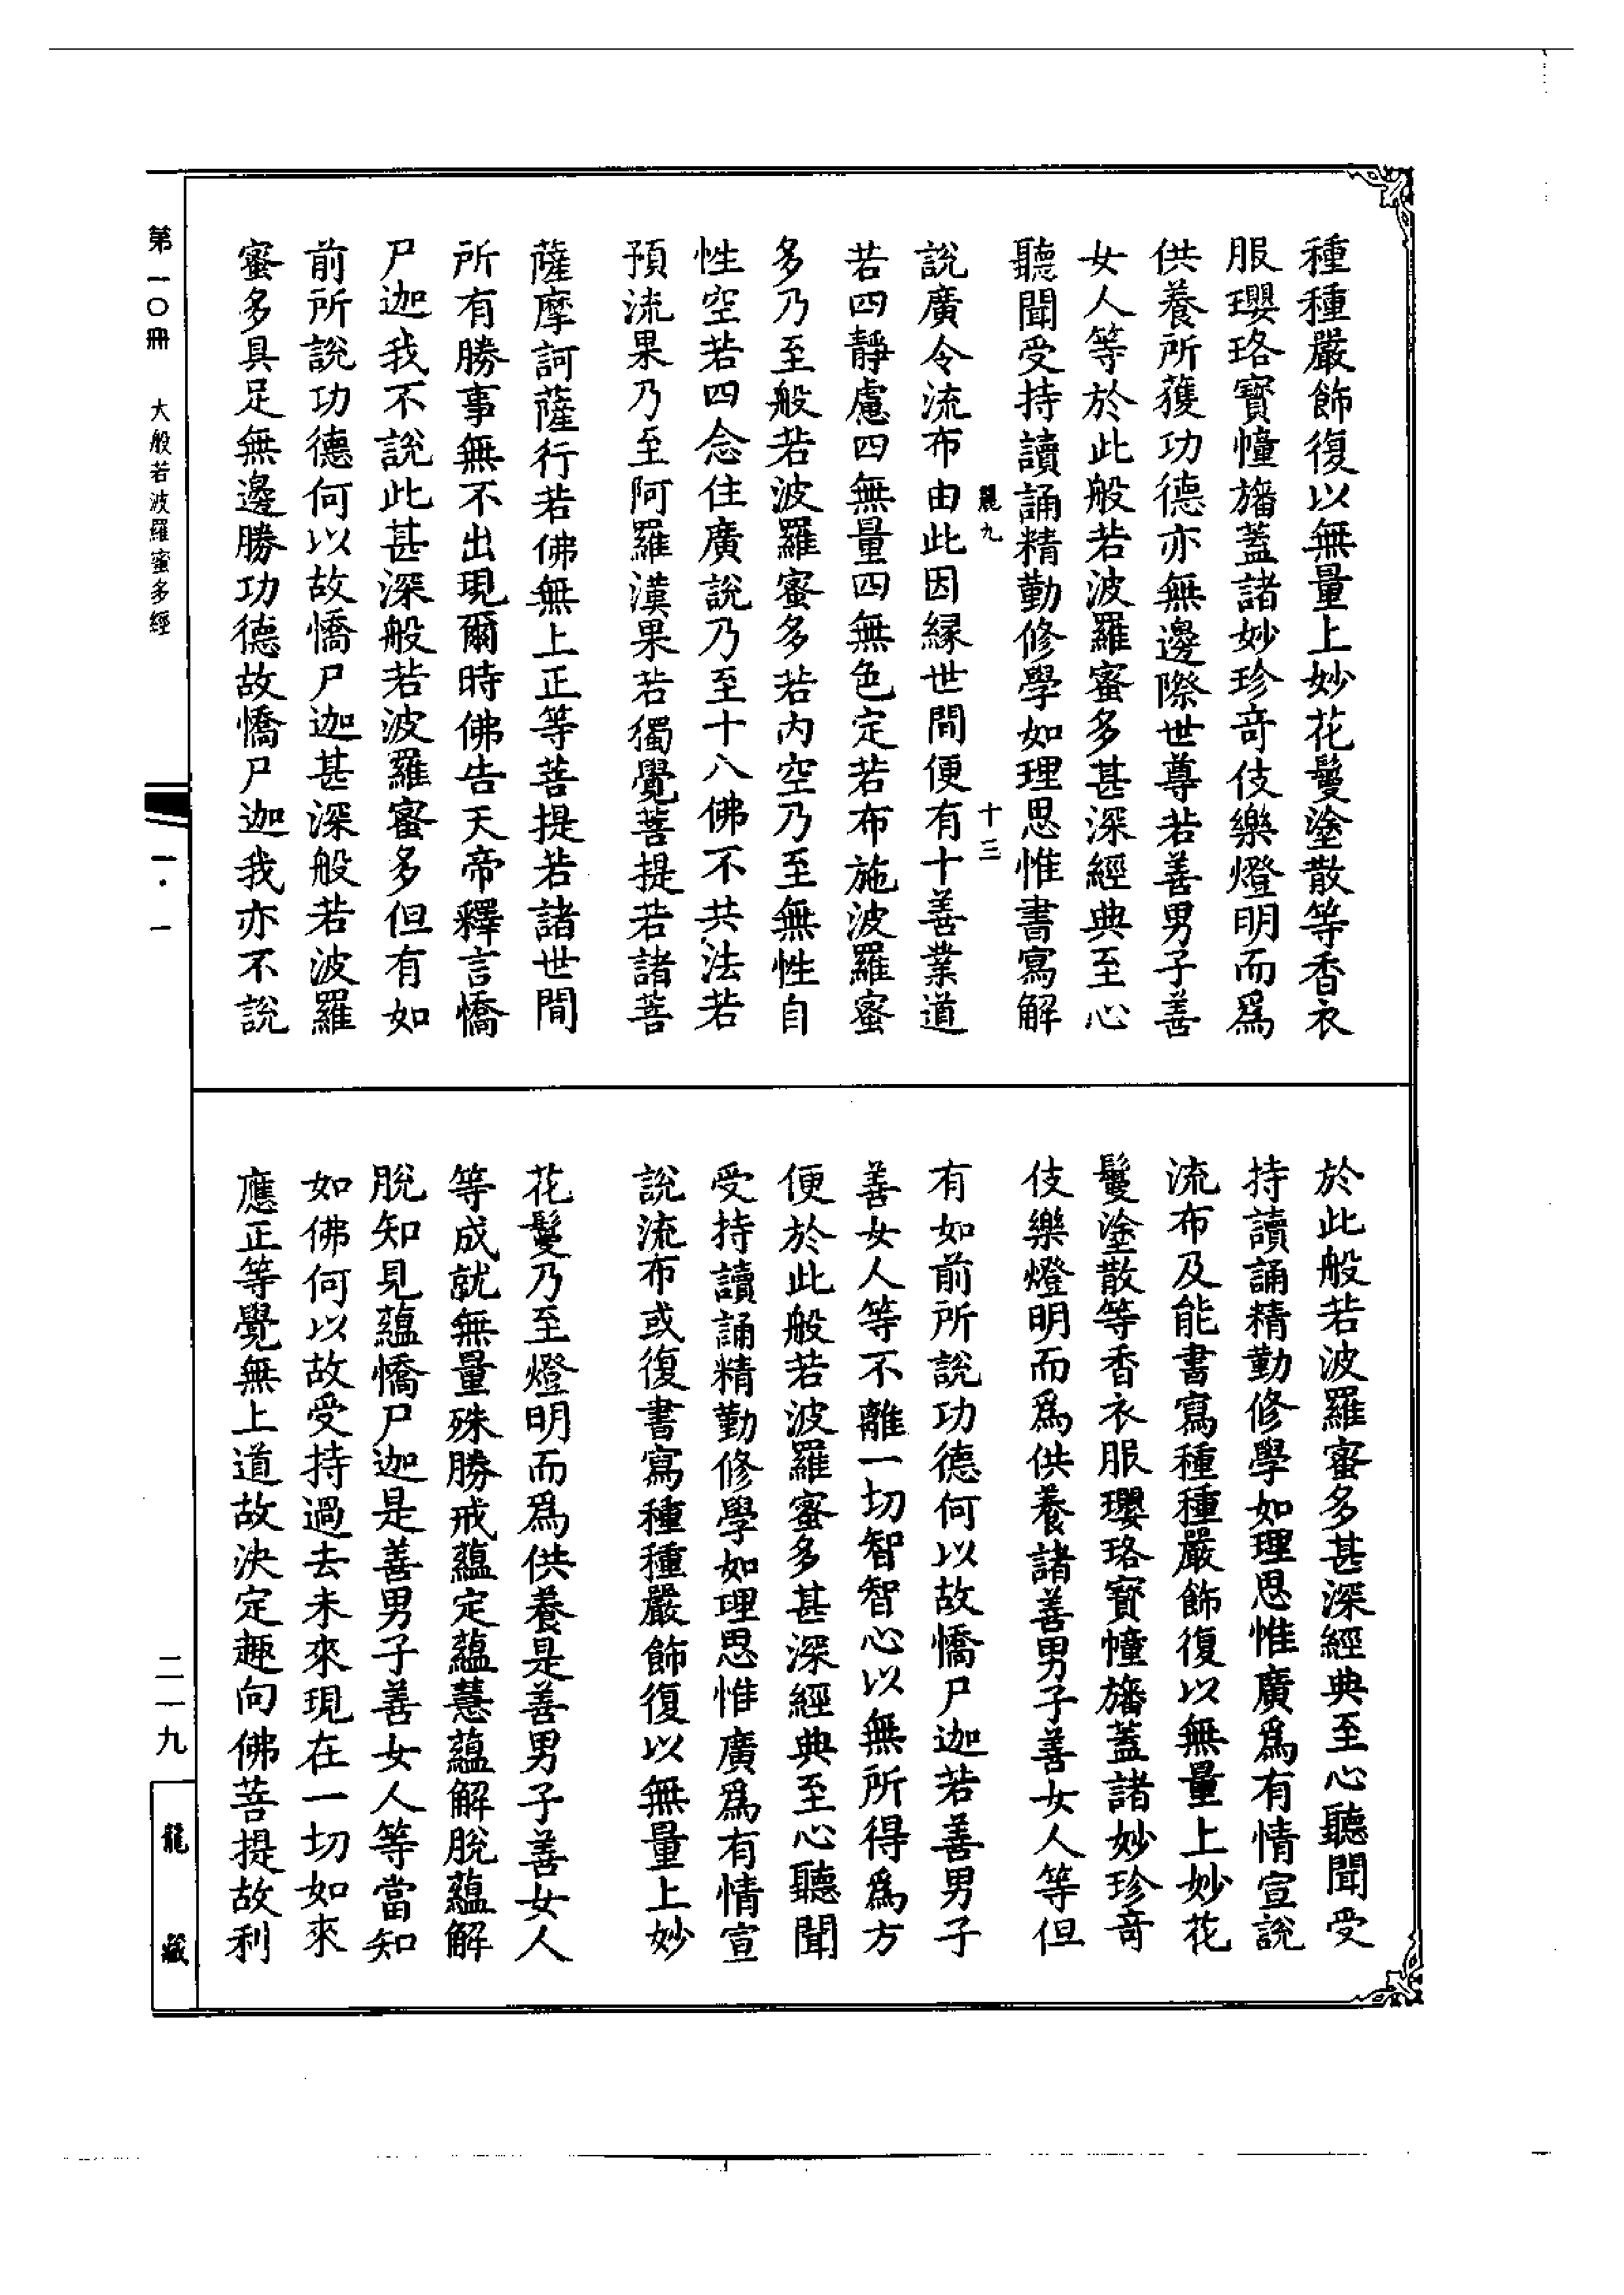 種種嚴飾復以無量上妙花鬘塗散等香衣
服瓔珞寶幢旛蓋諸妙珍奇伎樂燈明而為
供養所獲功德亦無邊際世尊若善男子善
女人等於此般若波羅蜜多甚深經典至心
聽聞受持讀誦精勤修學如理思惟書寫解
麗九 十三
說廣令流布由此因緣世間便有十善業道
若四靜慮四無量四無色定若布施波羅蜜
多乃至般若波羅蜜多若內空乃至無性自
性空若四念住廣說乃至十八佛不共法若
預流果乃至阿羅漢果若獨覺菩提若諸菩
薩摩訶薩行若佛無上正等菩提若諸世間
所有勝事無不出現爾時佛告天帝釋言憍
尸迦我不說此甚深般若波羅蜜多但有如
前所說功德何以故憍尸迦甚深般若波羅
蜜多具足無邊勝功德故憍尸迦我亦不說
於此般若波羅蜜多甚深經典至心聽聞受
持讀誦精勤修學如理思惟廣為有情宣說
流布及能書寫種種嚴飾復以無量上妙花
鬘塗散等香衣服瓔珞寶幢旛蓋諸妙珍奇
伎樂燈明而為供養諸善男子善女人等但
有如前所說功德何以故憍尸迦若善男子
善女人等不離一切智智心以無所得為方
便於此般若波羅蜜多甚深經典至心聽聞
受持讀誦精勤修學如理思惟廣為有情宣
說流布或復書寫種種嚴飾復以無量上妙
花鬘乃至燈明而為供養是善男子善女人
等成就無量殊勝戒蘊定蘊慧蘊解脫蘊解
脫知見蘊憍尸迦是善男子善女人等當知
如佛何以故受持過去未來現在一切如來
應正等覺無上道故決定趣向佛菩提故利
第一〇冊 大般若波羅蜜多經 一·一 二一九 龍藏